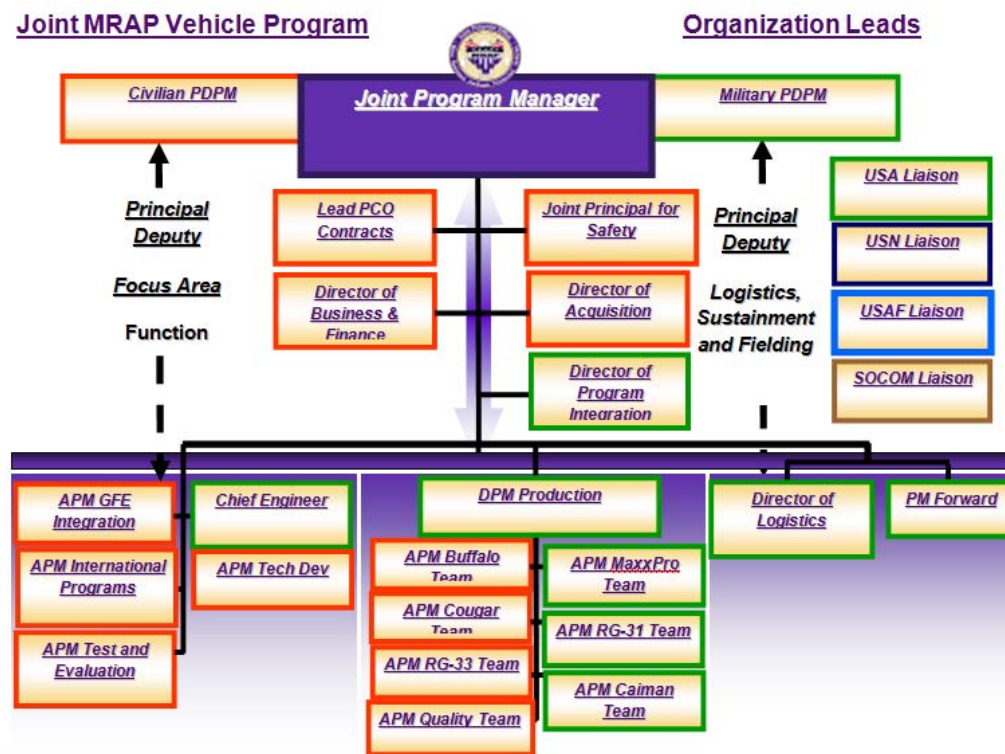 Joint MRAP Vehicle Program
Organization Leads
MRAP
Civilian PDPM
Joint Program Manager
Military PDPM
Principal
Deputy
Focus Area
Function
Lead PCO
Contracts
Joint Principal for
Safety
Director of
Business &
Finance
Director of
Acquisition
Director of
Program
Integration
Principal
Deputy
Logistics,
Sustainment
and Fielding
USA Liaison
USN Liaison
USAF Liaison
SOCOM Liaison
APM GFE
Integration
Chief Engineer
APM International
Programs
APM Tech Dev
APM Test and
Evaluation
DPM Production
APM Buffalo
Team
APM MaxxPro
Team
APM Cougar
Team
APM RG-31 Team
APM RG-33 Team
APM Caiman
Team
APM Quality Team
Director of
Logistics
PM Forward